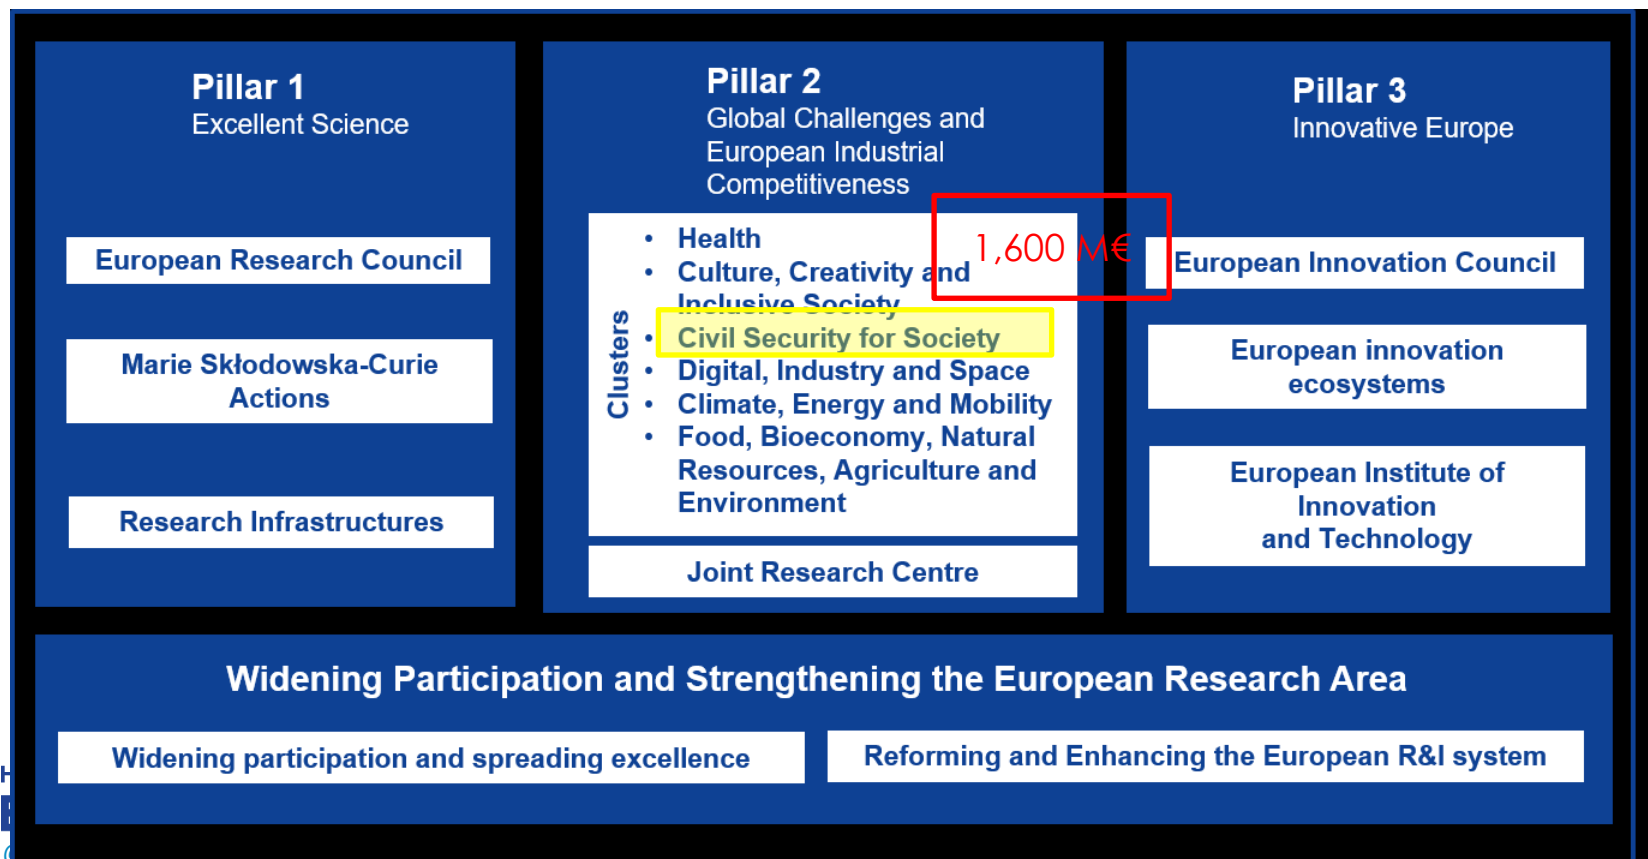 Pillar 1
Excellent Science
European Research Council
Marie Skłodowska-Curie
Actions
Research Infrastructures
Pillar 2
Global Challenges and
European Industrial
Competitiveness
Clusters
• Health
• Culture, Creativity and
Inclusive Society
• Civil Security for Society
• Digital, Industry and Space
• Climate, Energy and Mobility
• Food, Bioeconomy, Natural
Resources, Agriculture and
Environment
1,600 M€
Joint Research Centre
Pillar 3
Innovative Europe
European Innovation Council
European innovation
ecosystems
European Institute of
Innovation
and Technology
Widening Participation and Strengthening the European Research Area
Widening participation and spreading excellence
Reforming and Enhancing the European R&I system